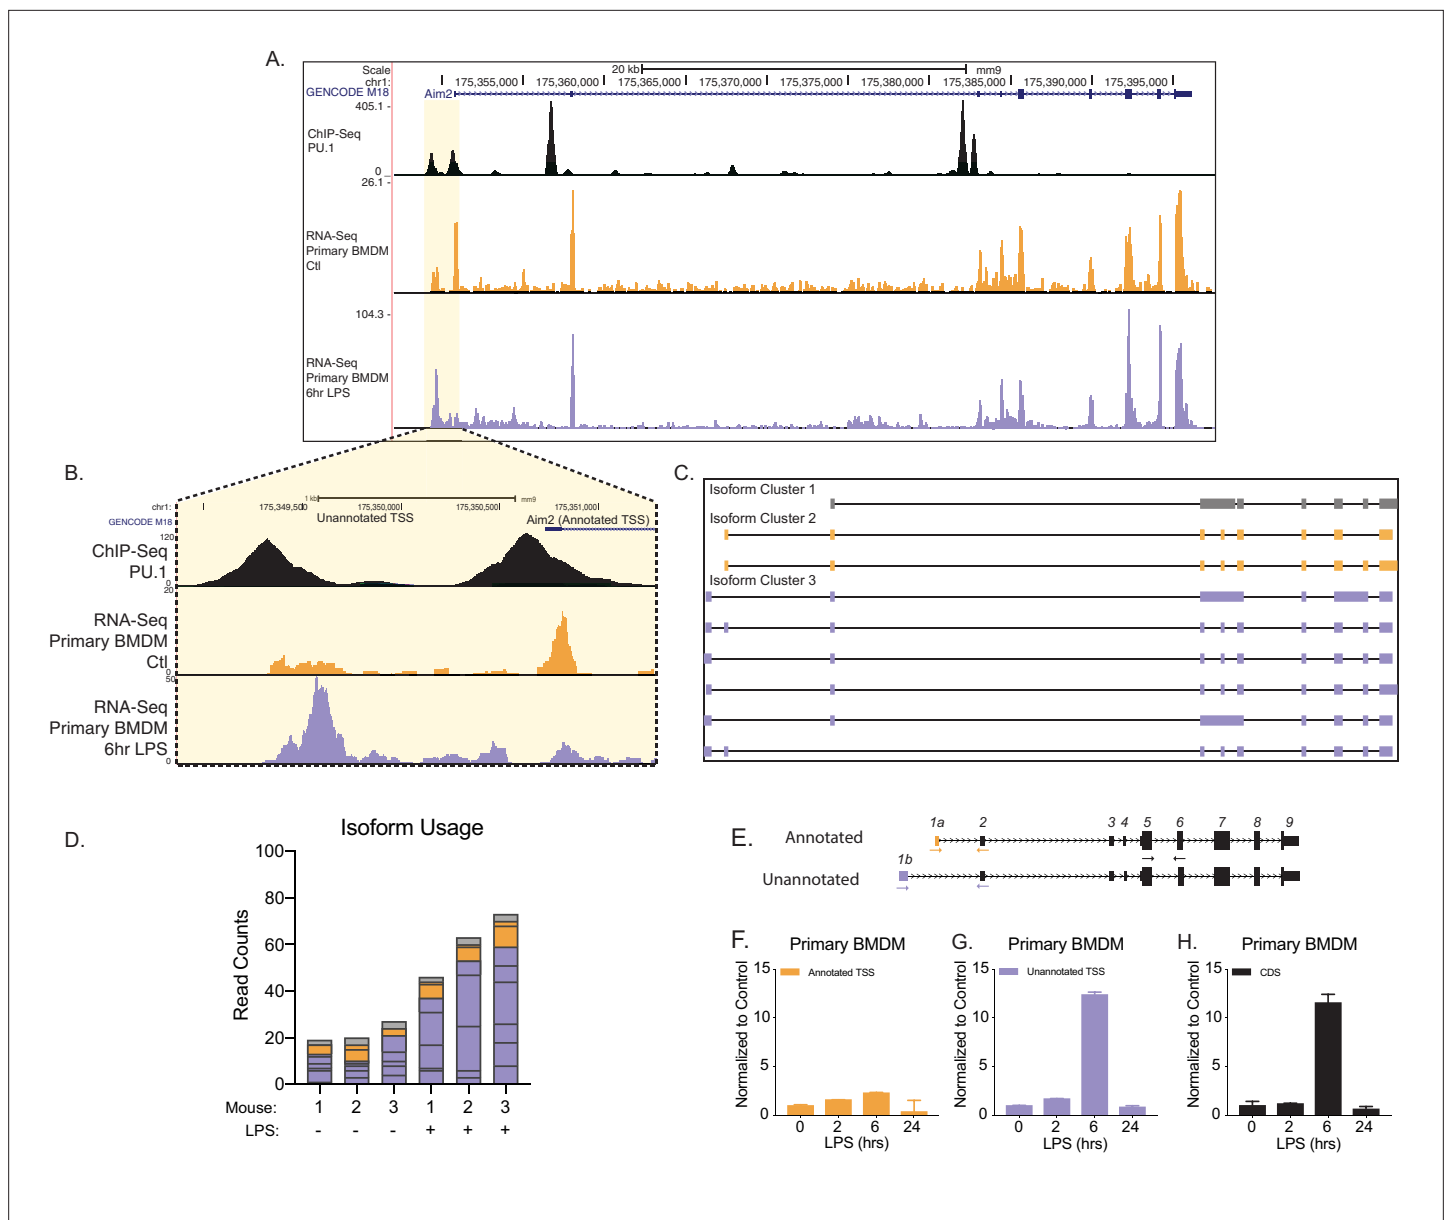 A.
Scale
20 kb
mm9
chr1:
175,355,000
175,360,000
175,365,000
175,370,000
175,375,000
175,380,000
175,385,000
175,390,000
175,395,000
GENCODE M18
Aim2
405.1 -
ChIP-Seq
PU.1
0 _
26.1 -
RNA-Seq
Primary BMDM
Ctl
104.3 -
RNA-Seq
Primary BMDM
6hr LPS
B.
1 kb
mm9
chr1:
175,349,500
175,350,000
175,350,500
175,351,000
Unannotated TSS
GENCODE M18
Aim2 (Annotated TSS)
120
ChIP-Seq
PU.1
0
20
RNA-Seq
Primary BMDM
Ctl
0
50
RNA-Seq
Primary BMDM
6hr LPS
0
C.
Isoform Cluster 1
Isoform Cluster 2
Isoform Cluster 3
D.
Isoform Usage
Read Counts
100
80
60
40
20
0
Mouse: 1 2 3 1 2 3
LPS: - - - + + +
E.
1a 2 3 4 5 6 7 8 9
Annotated
1b
Unannotated
F.
Primary BMDM
Annotated TSS
Normalized to Control
15
10
5
0
0 2 6 24
LPS (hrs)
G.
Primary BMDM
Unannotated TSS
Normalized to Control
15
10
5
0
0 2 6 24
LPS (hrs)
H.
Primary BMDM
CDS
Normalized to Control
15
10
5
0
0 2 6 24
LPS (hrs)